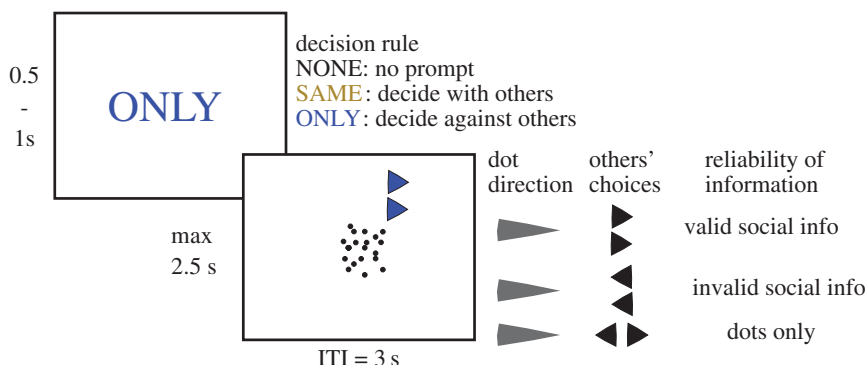 0.5
-
1s
ONLY
decision rule
NONE: no prompt
SAME: decide with others
ONLY: decide against others
max
2.5 s
ITI = 3 s
dot
direction
others'
choices
reliability of
information
valid social info
invalid social info
dots only